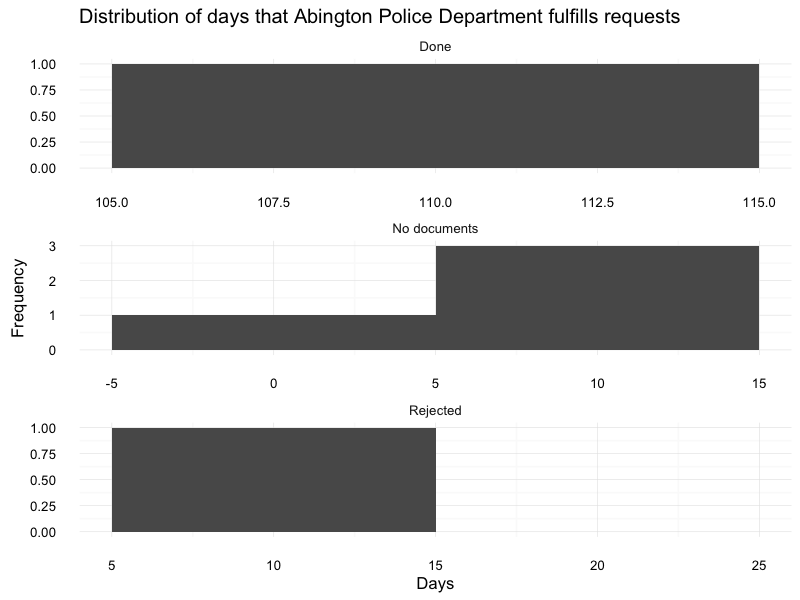 Distribution of days that Abington Police Department fulfills requests
Done
1.00
0.75
0.50
0.25
0.00
105.0 107.5 110.0 112.5 115.0
No documents
3
2
1
0
-5 0 5 10 15
Frequency
Rejected
1.00
0.75
0.50
0.25
0.00
5 10 15 20 25
Days